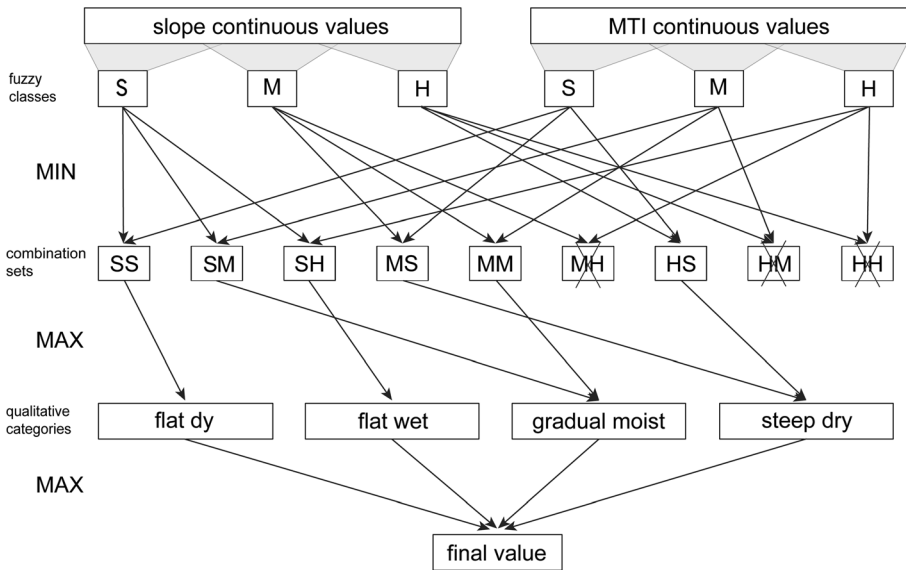 slope continuous values MTI continuous values
fuzzy
classes
S M H S M H
MIN
combination
sets
SS SM SH MS MM MH HS HM HH
MAX
qualitative
categories
flat dy flat wet gradual moist steep dry
MAX
final value